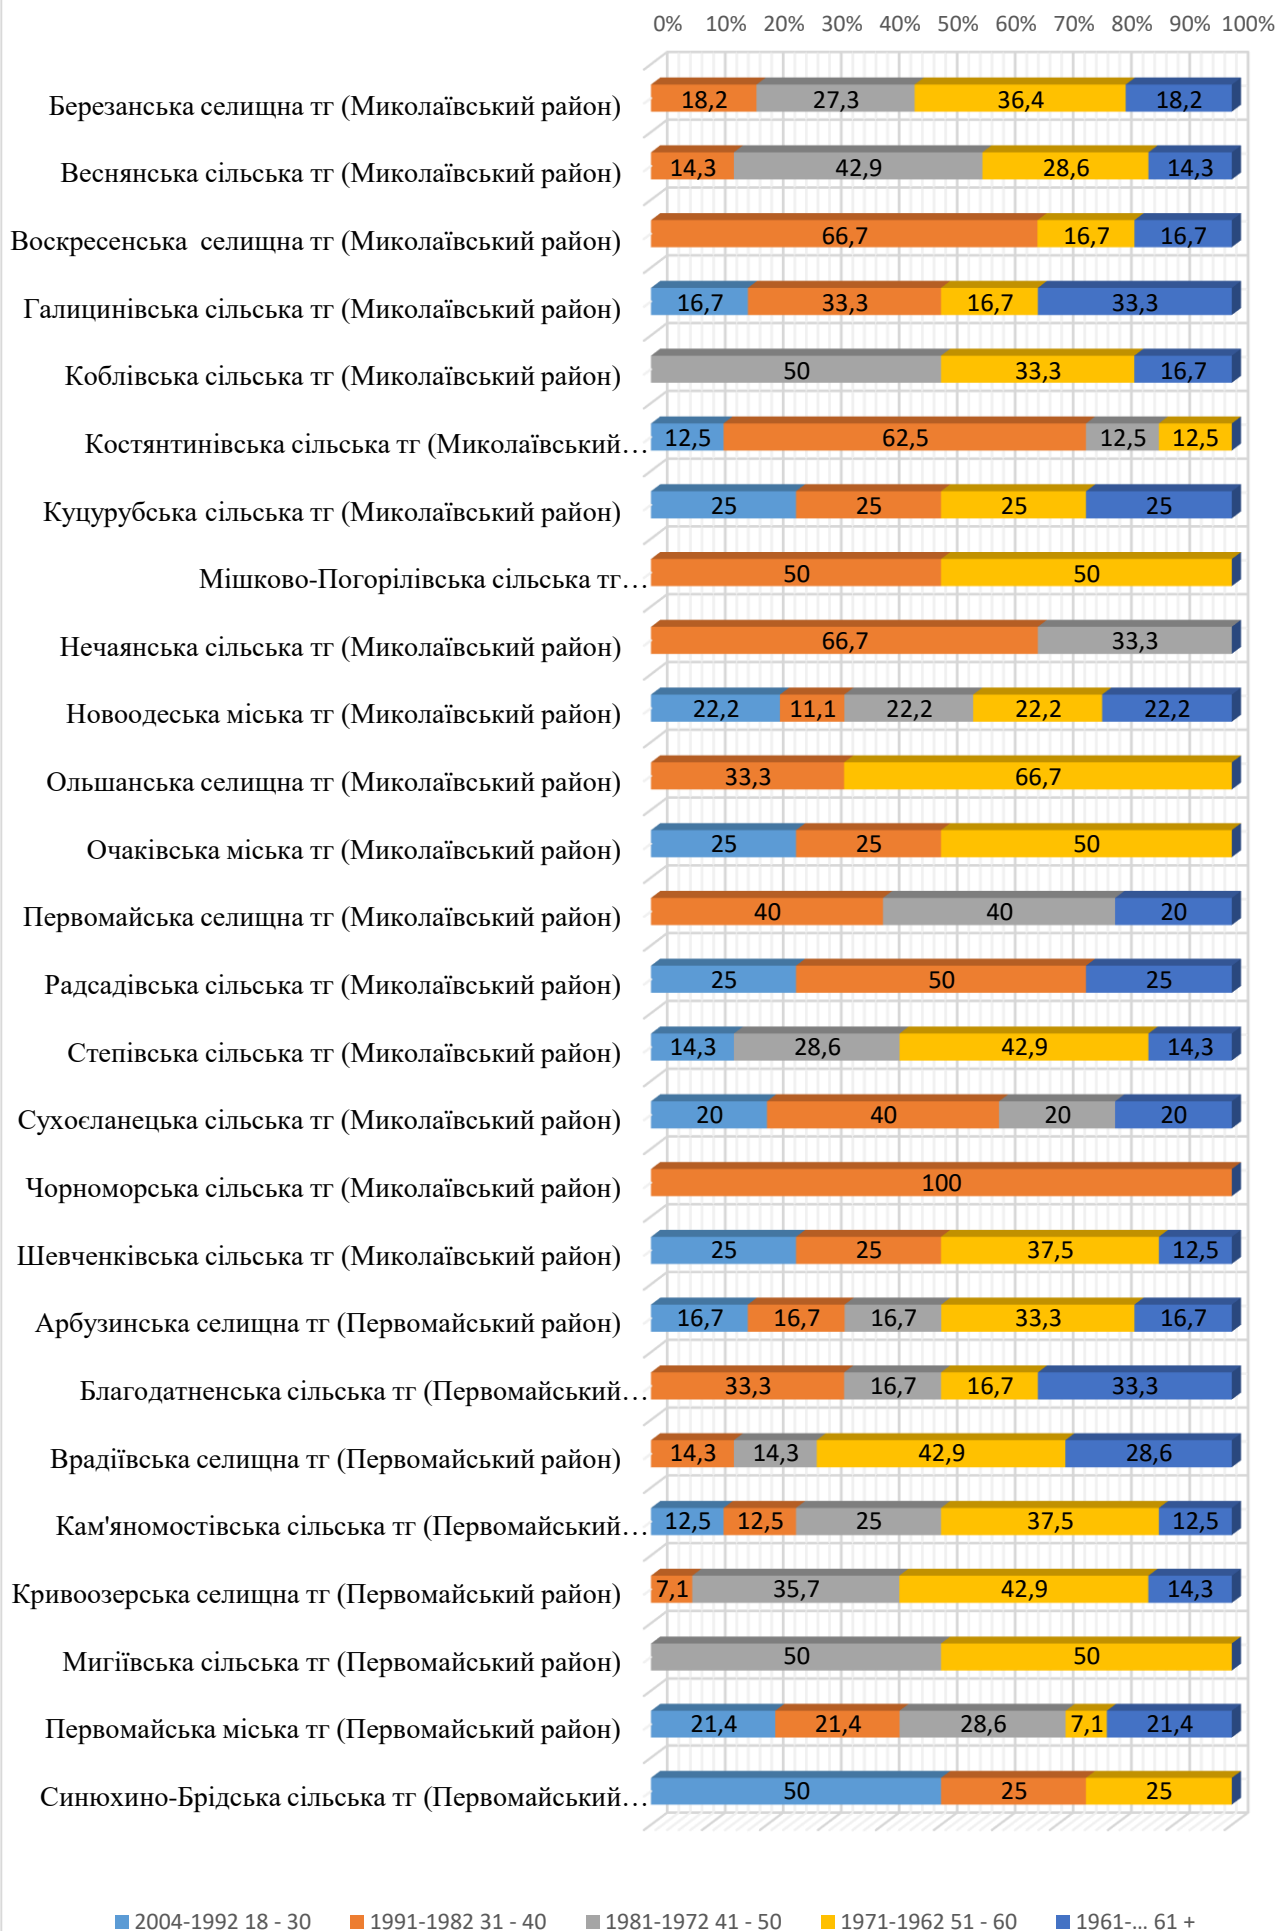 0% 10% 20% 30% 40% 50% 60% 70% 80% 90% 100%
Березанська селищна тг (Миколаївський район) 18,2 27,3 36,4 18,2
Веснянська сільська тг (Миколаївський район) 14,3 42,9 28,6 14,3
Воскресенська селищна тг (Миколаївський район) 66,7 16,7 16,7
Галицинівська сільська тг (Миколаївський район) 16,7 33,3 16,7 33,3
Коблівська сільська тг (Миколаївський район) 50 33,3 16,7
Костянтинівська сільська тг (Миколаївський… 12,5 62,5 12,5 12,5
Куцурубська сільська тг (Миколаївський район) 25 25 25 25
Мішково-Погорілівська сільська тг… 50 50
Нечаянська сільська тг (Миколаївський район) 66,7 33,3
Новоодеська міська тг (Миколаївський район) 22,2 11,1 22,2 22,2 22,2
Ольшанська селищна тг (Миколаївський район) 33,3 66,7
Очаківська міська тг (Миколаївський район) 25 25 50
Первомайська селищна тг (Миколаївський район) 40 40 20
Радсадівська сільська тг (Миколаївський район) 25 50 25
Степівська сільська тг (Миколаївський район) 14,3 28,6 42,9 14,3
Сухоєланецька сільська тг (Миколаївський район) 20 40 20 20
Чорноморська сільська тг (Миколаївський район) 100
Шевченківська сільська тг (Миколаївський район) 25 25 37,5 12,5
Арбузинська селищна тг (Первомайський район) 16,7 16,7 16,7 33,3 16,7
Благодатненська сільська тг (Первомайський… 33,3 16,7 16,7 33,3
Врадіївська селищна тг (Первомайський район) 14,3 14,3 42,9 28,6
Кам'яномостівська сільська тг (Первомайський… 12,5 12,5 25 37,5 12,5
Кривоозерська селищна тг (Первомайський район) 7,1 35,7 42,9 14,3
Мигіївська сільська тг (Первомайський район) 50 50
Первомайська міська тг (Первомайський район) 21,4 21,4 28,6 7,1 21,4
Синюхино-Брідська сільська тг (Первомайський… 50 25 25
2004-1992 18 - 30 1991-1982 31 - 40 1981-1972 41 - 50 1971-1962 51 - 60 1961-... 61 +